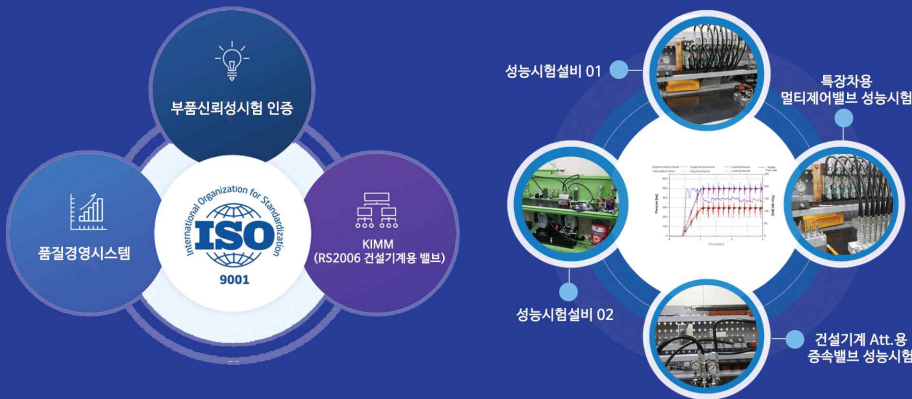 부품신뢰성시험 인증
품질경영시스템
International Organization for Standardization
ISO
9001
KIMM
(RS2006 건설기계용 밸브)
성능시험설비 01
특장차용
멀티제어밸브 성능시험
성능시험설비 02
건설기계 Att.용
증속밸브 성능시험